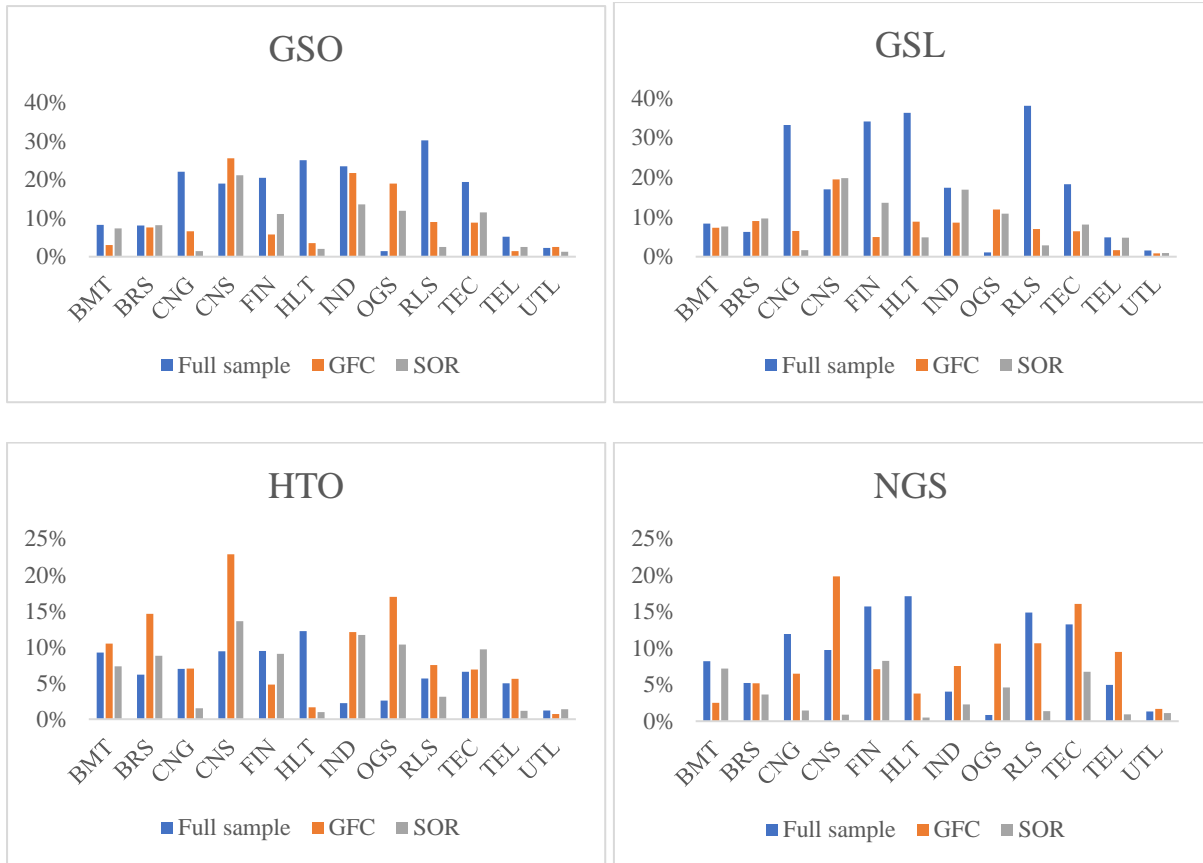 GSO
40%
30%
20%
10%
0%
BMT
BRS
CNG
CNS
FIN
HLT
IND
OGS
RLS
TEC
TEL
UTL
Full sample GFC SOR
GSL
40%
30%
20%
10%
0%
BMT
BRS
CNG
CNS
FIN
HLT
IND
OGS
RLS
TEC
TEL
UTL
Full sample GFC SOR
HTO
25%
20%
15%
10%
5%
0%
BMT
BRS
CNG
CNS
FIN
HLT
IND
OGS
RLS
TEC
TEL
UTL
Full sample GFC SOR
NGS
25%
20%
15%
10%
5%
0%
BMT
BRS
CNG
CNS
FIN
HLT
IND
OGS
RLS
TEC
TEL
UTL
Full sample GFC SOR